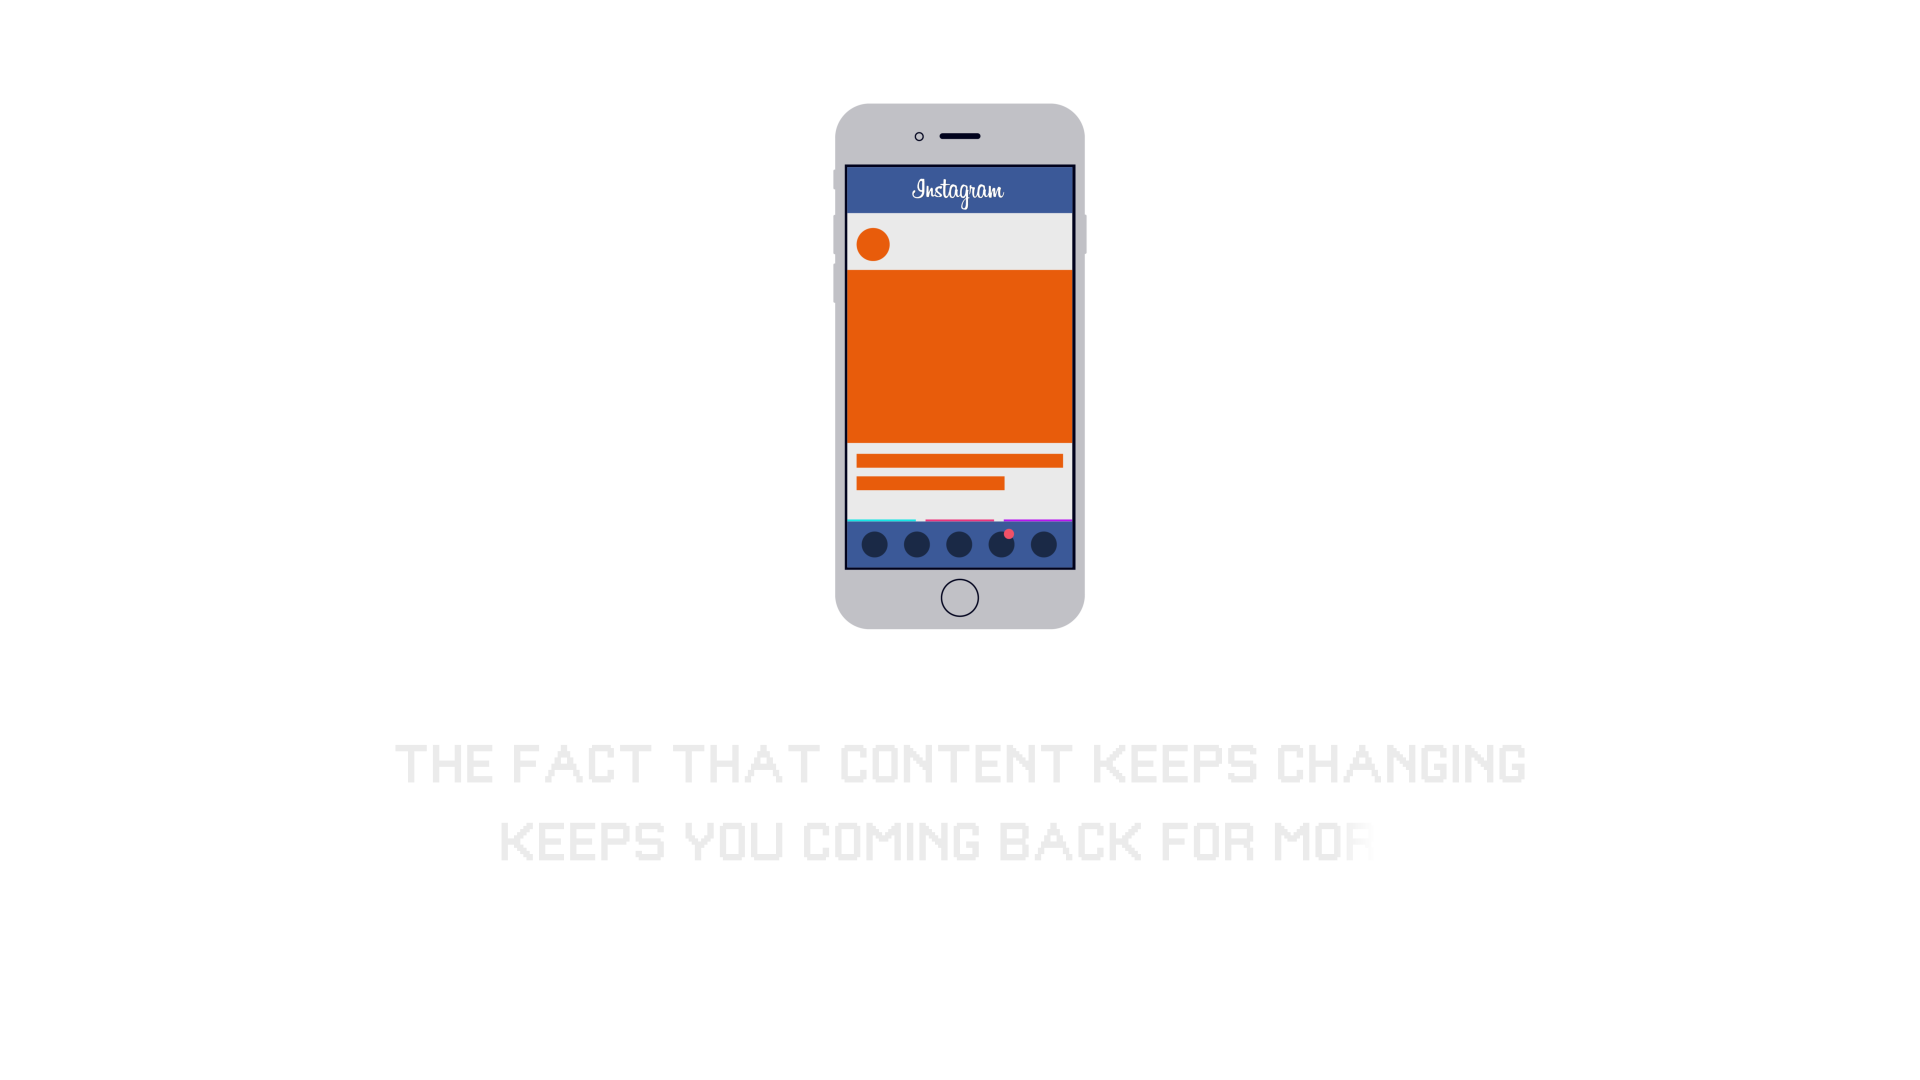 Instagram
THE FACT THAT CONTENT KEEPS CHANGING
KEEPS YOU COMING BACK FOR MOR